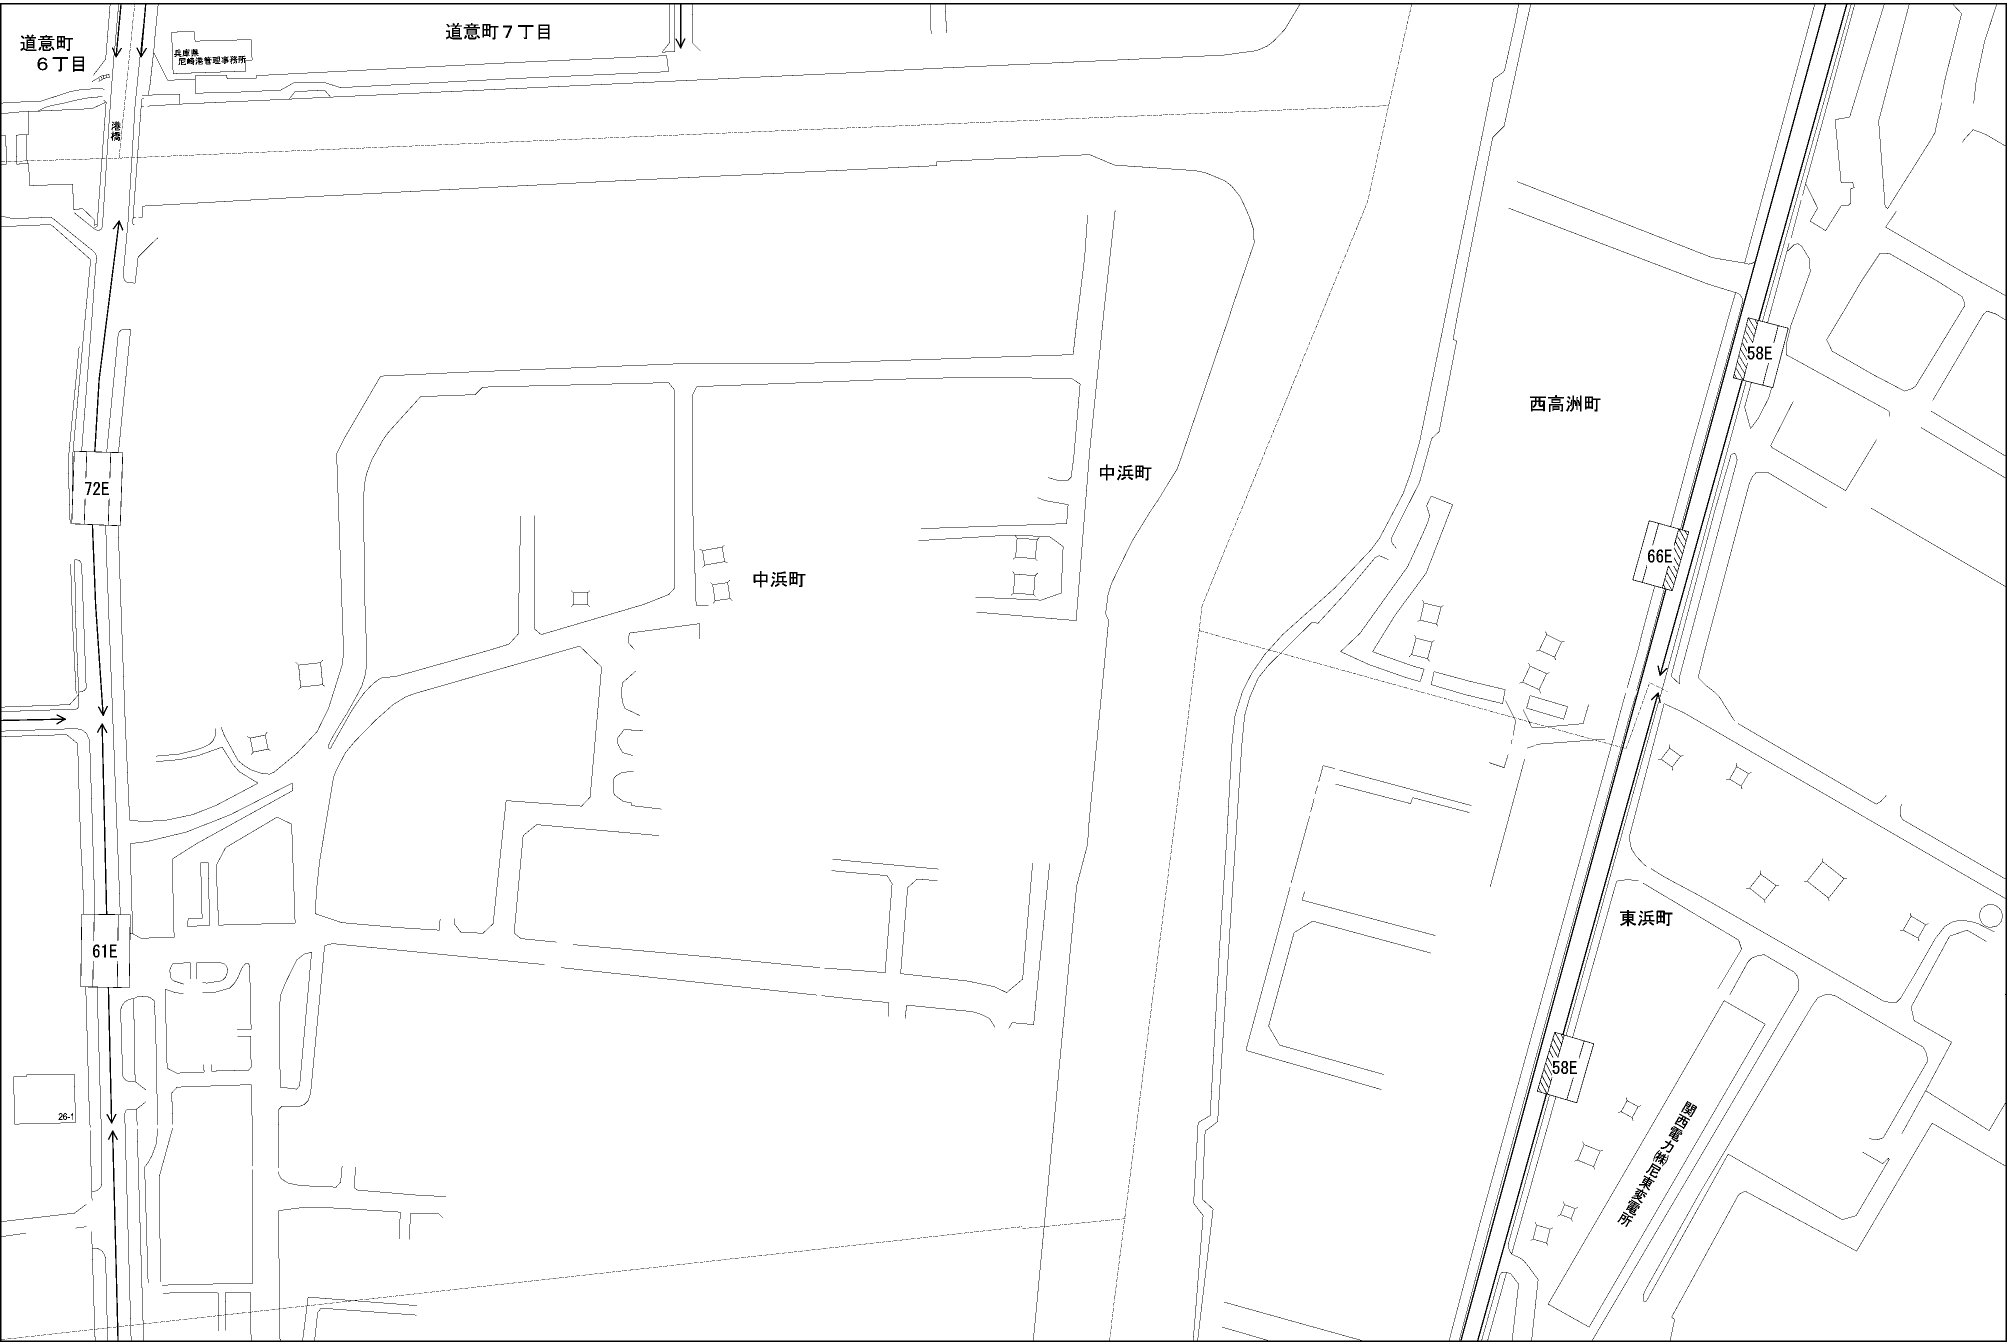 道意町
６丁目
道意町７丁目
兵庫県
尼崎港管理事務所
港橋
58E
西高洲町
中浜町
72E
66E
中浜町
東浜町
61E
58E
26-1
関西電力㈱尼東変電所